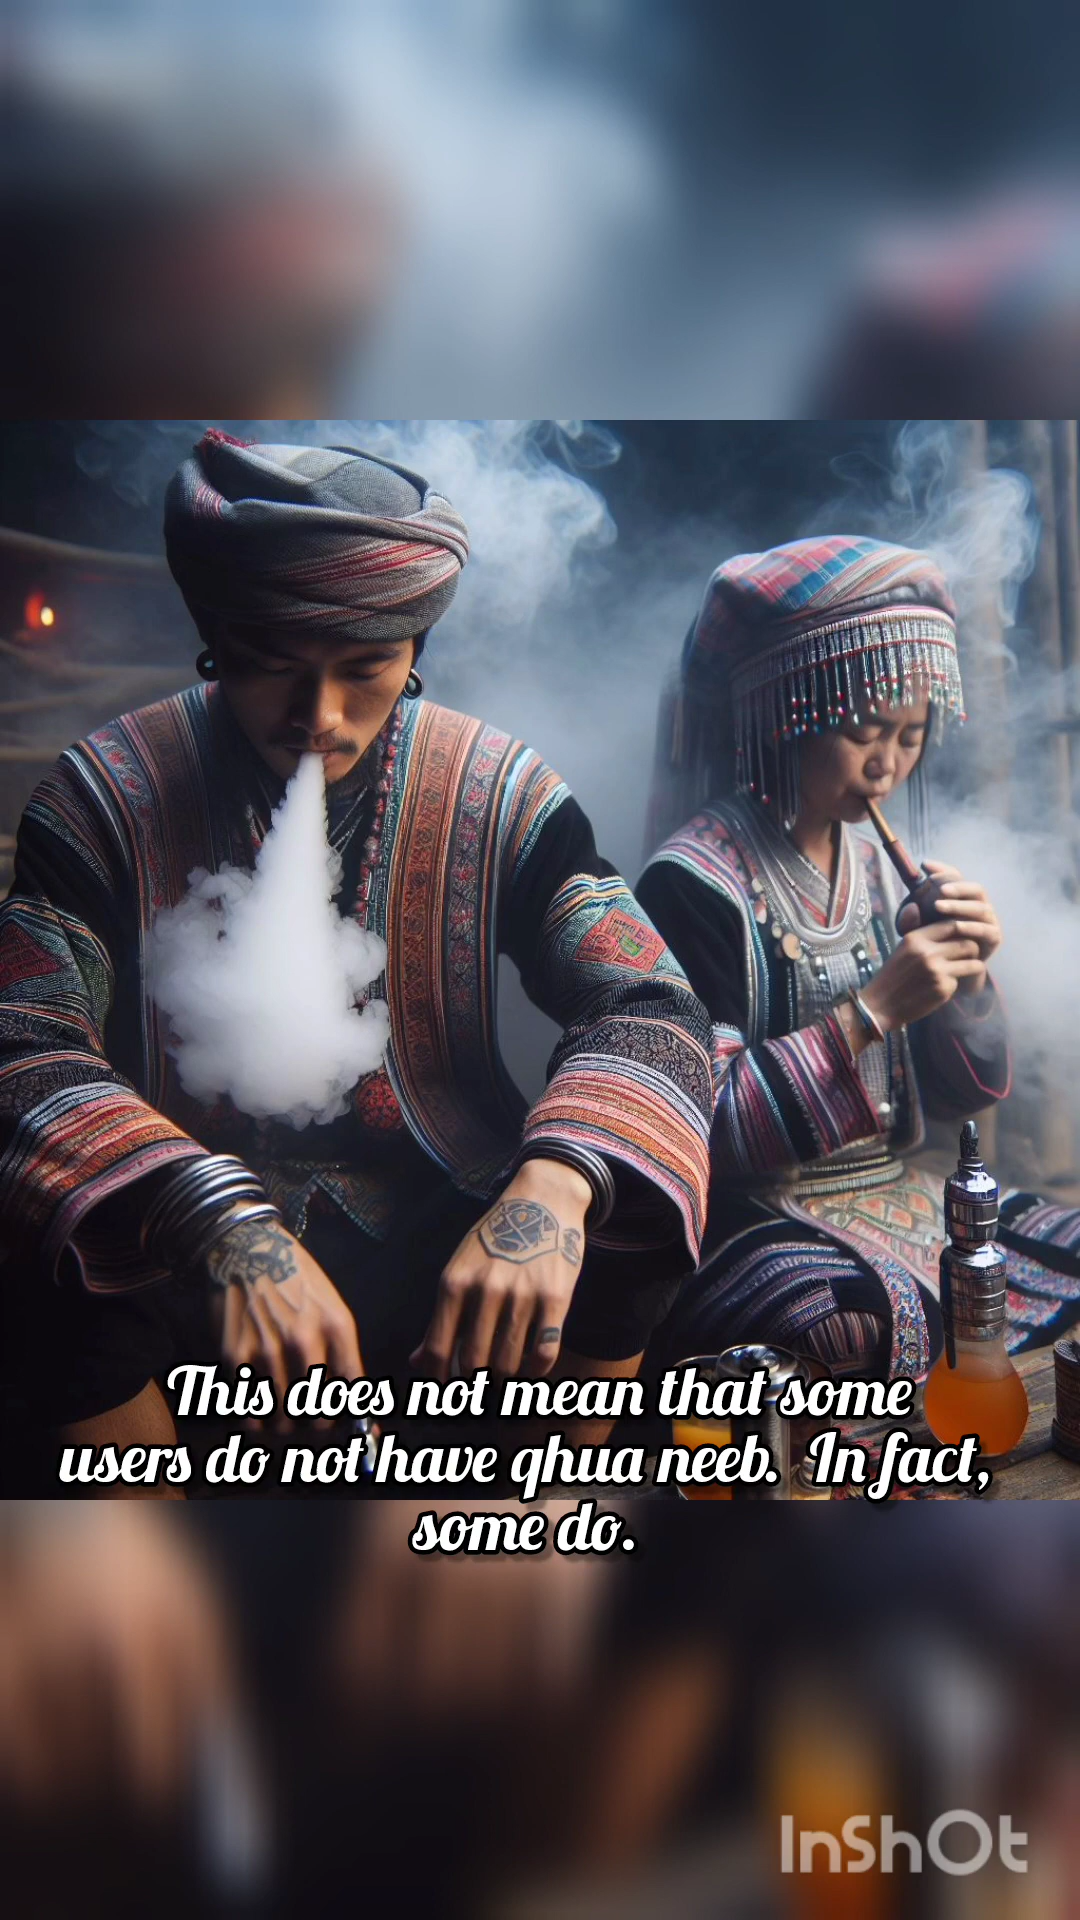 This does not mean that some
users do not have qhua neeb. In fact,
some do.
InShOt